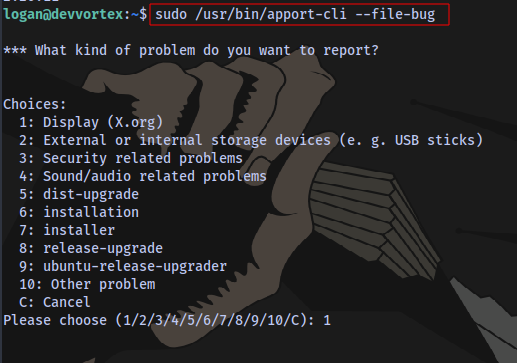 logan@devvortex:~$ sudo /usr/bin/apport-cli --file-bug
*** What kind of problem do you want to report?
Choices:
1: Display (X.org)
2: External or internal storage devices (e. g. USB sticks)
3: Security related problems
4: Sound/audio related problems
5: dist-upgrade
6: installation
7: installer
8: release-upgrade
9: ubuntu-release-upgrader
10: Other problem
C: Cancel
Please choose (1/2/3/4/5/6/7/8/9/10/C): 1